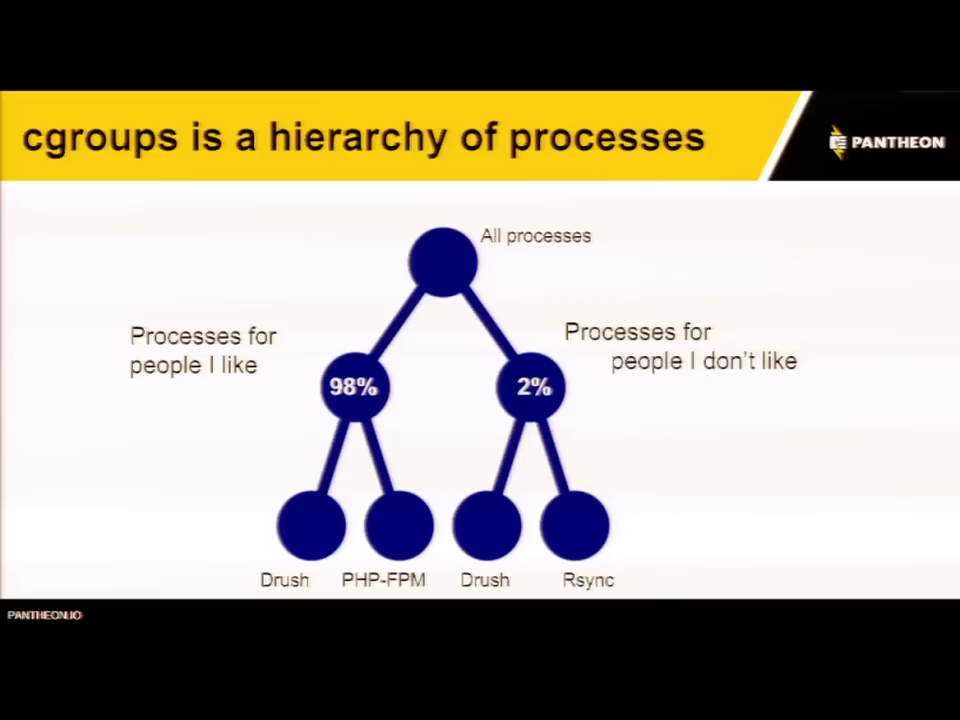 cgroups is a hierarchy of processes
PANTHEON
All processes
Processes for
people I like
Processes for
people I don't like
98%
2%
Drush
PHP-FPM
Drush
Rsync
PANTHEON.IO